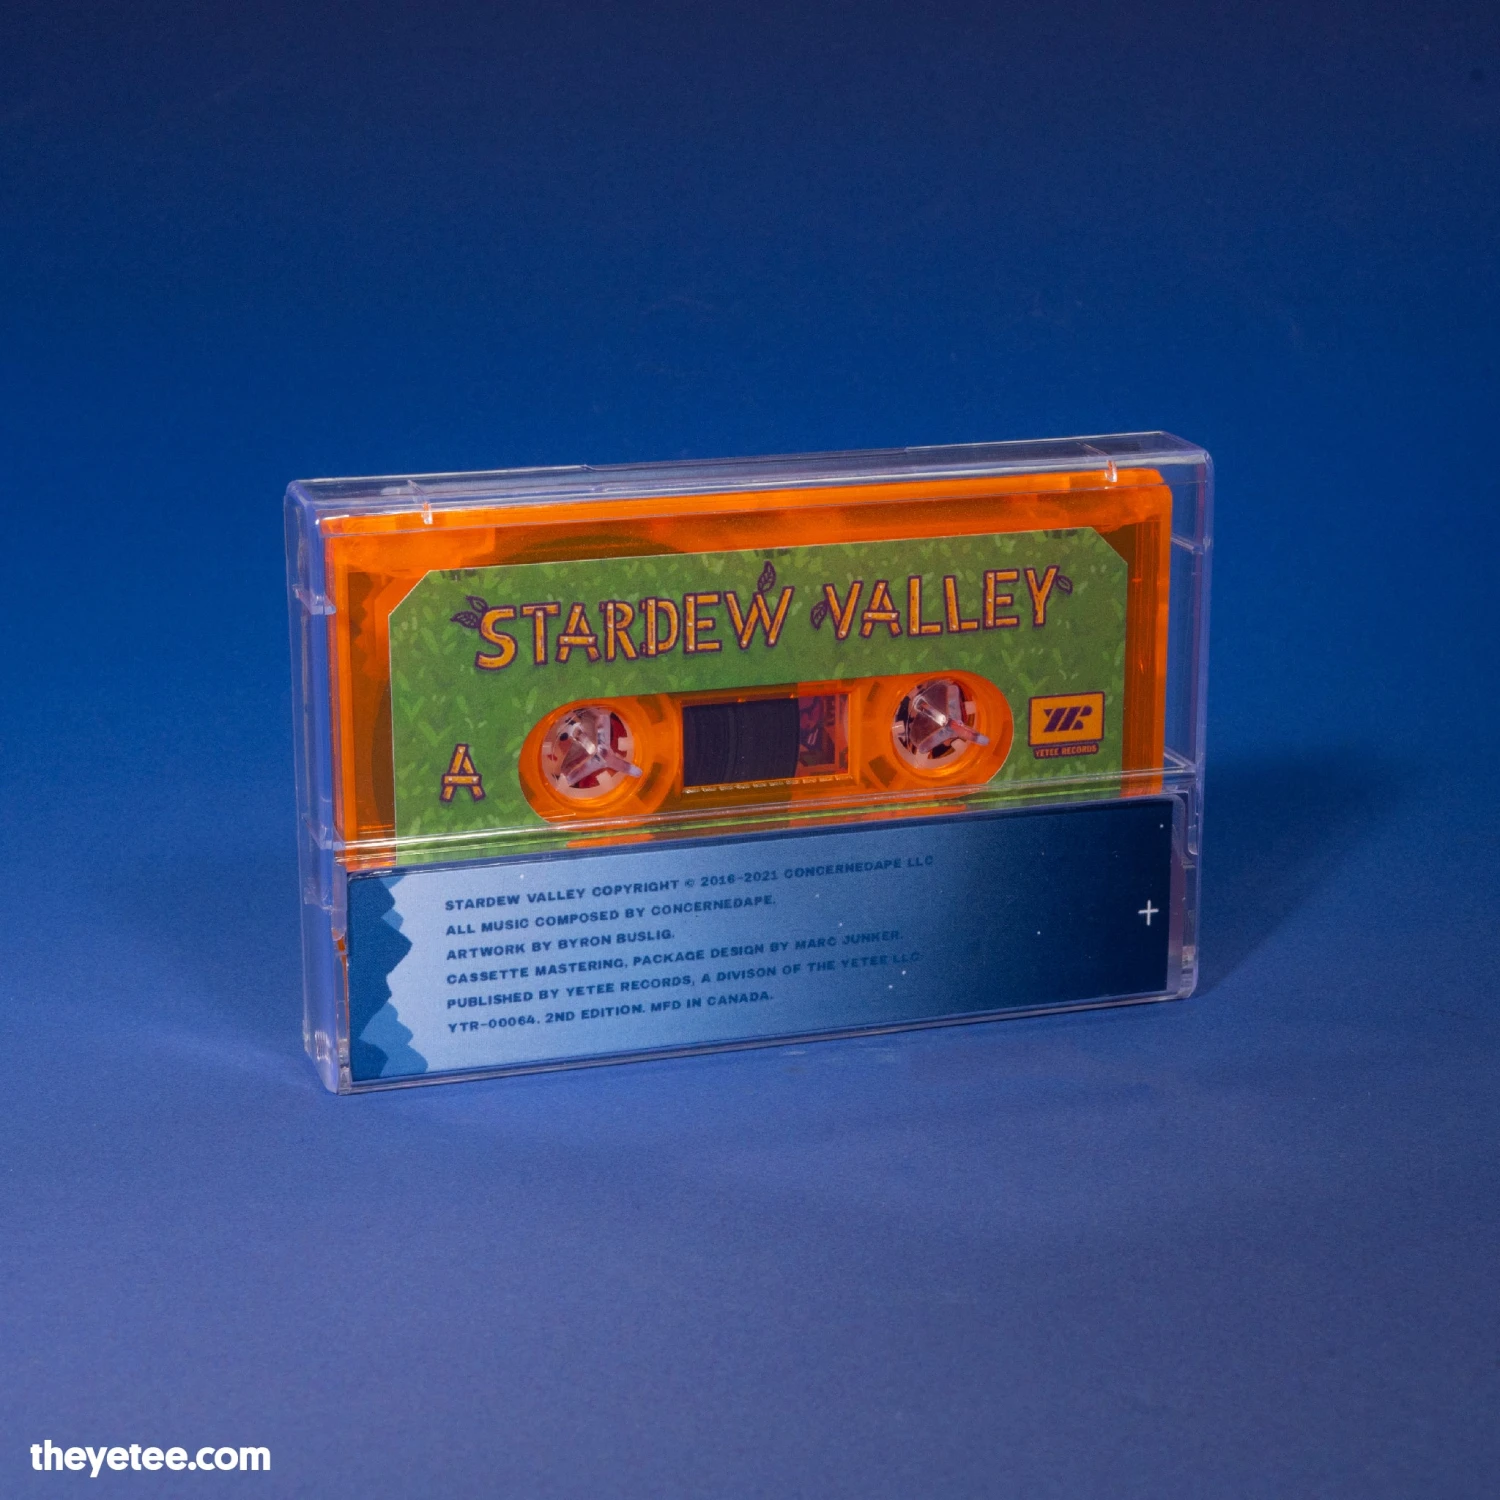 STARDEW VALLEY
A
YR
YETEE RECORDS
STARDEW VALLEY COPYRIGHT © 2016-2021 CONCERNEDAPE LLC
ALL MUSIC COMPOSED BY CONCERNEDAPE.
ARTWORK BY BYRON BUSLIG.
CASSETTE MASTERING, PACKAGE DESIGN BY MARC JUNKER.
PUBLISHED BY YETEE RECORDS, A DIVISON OF THE YETEE LLC
YTR-00064. 2ND EDITION. MFD IN CANADA.
theyetee.com